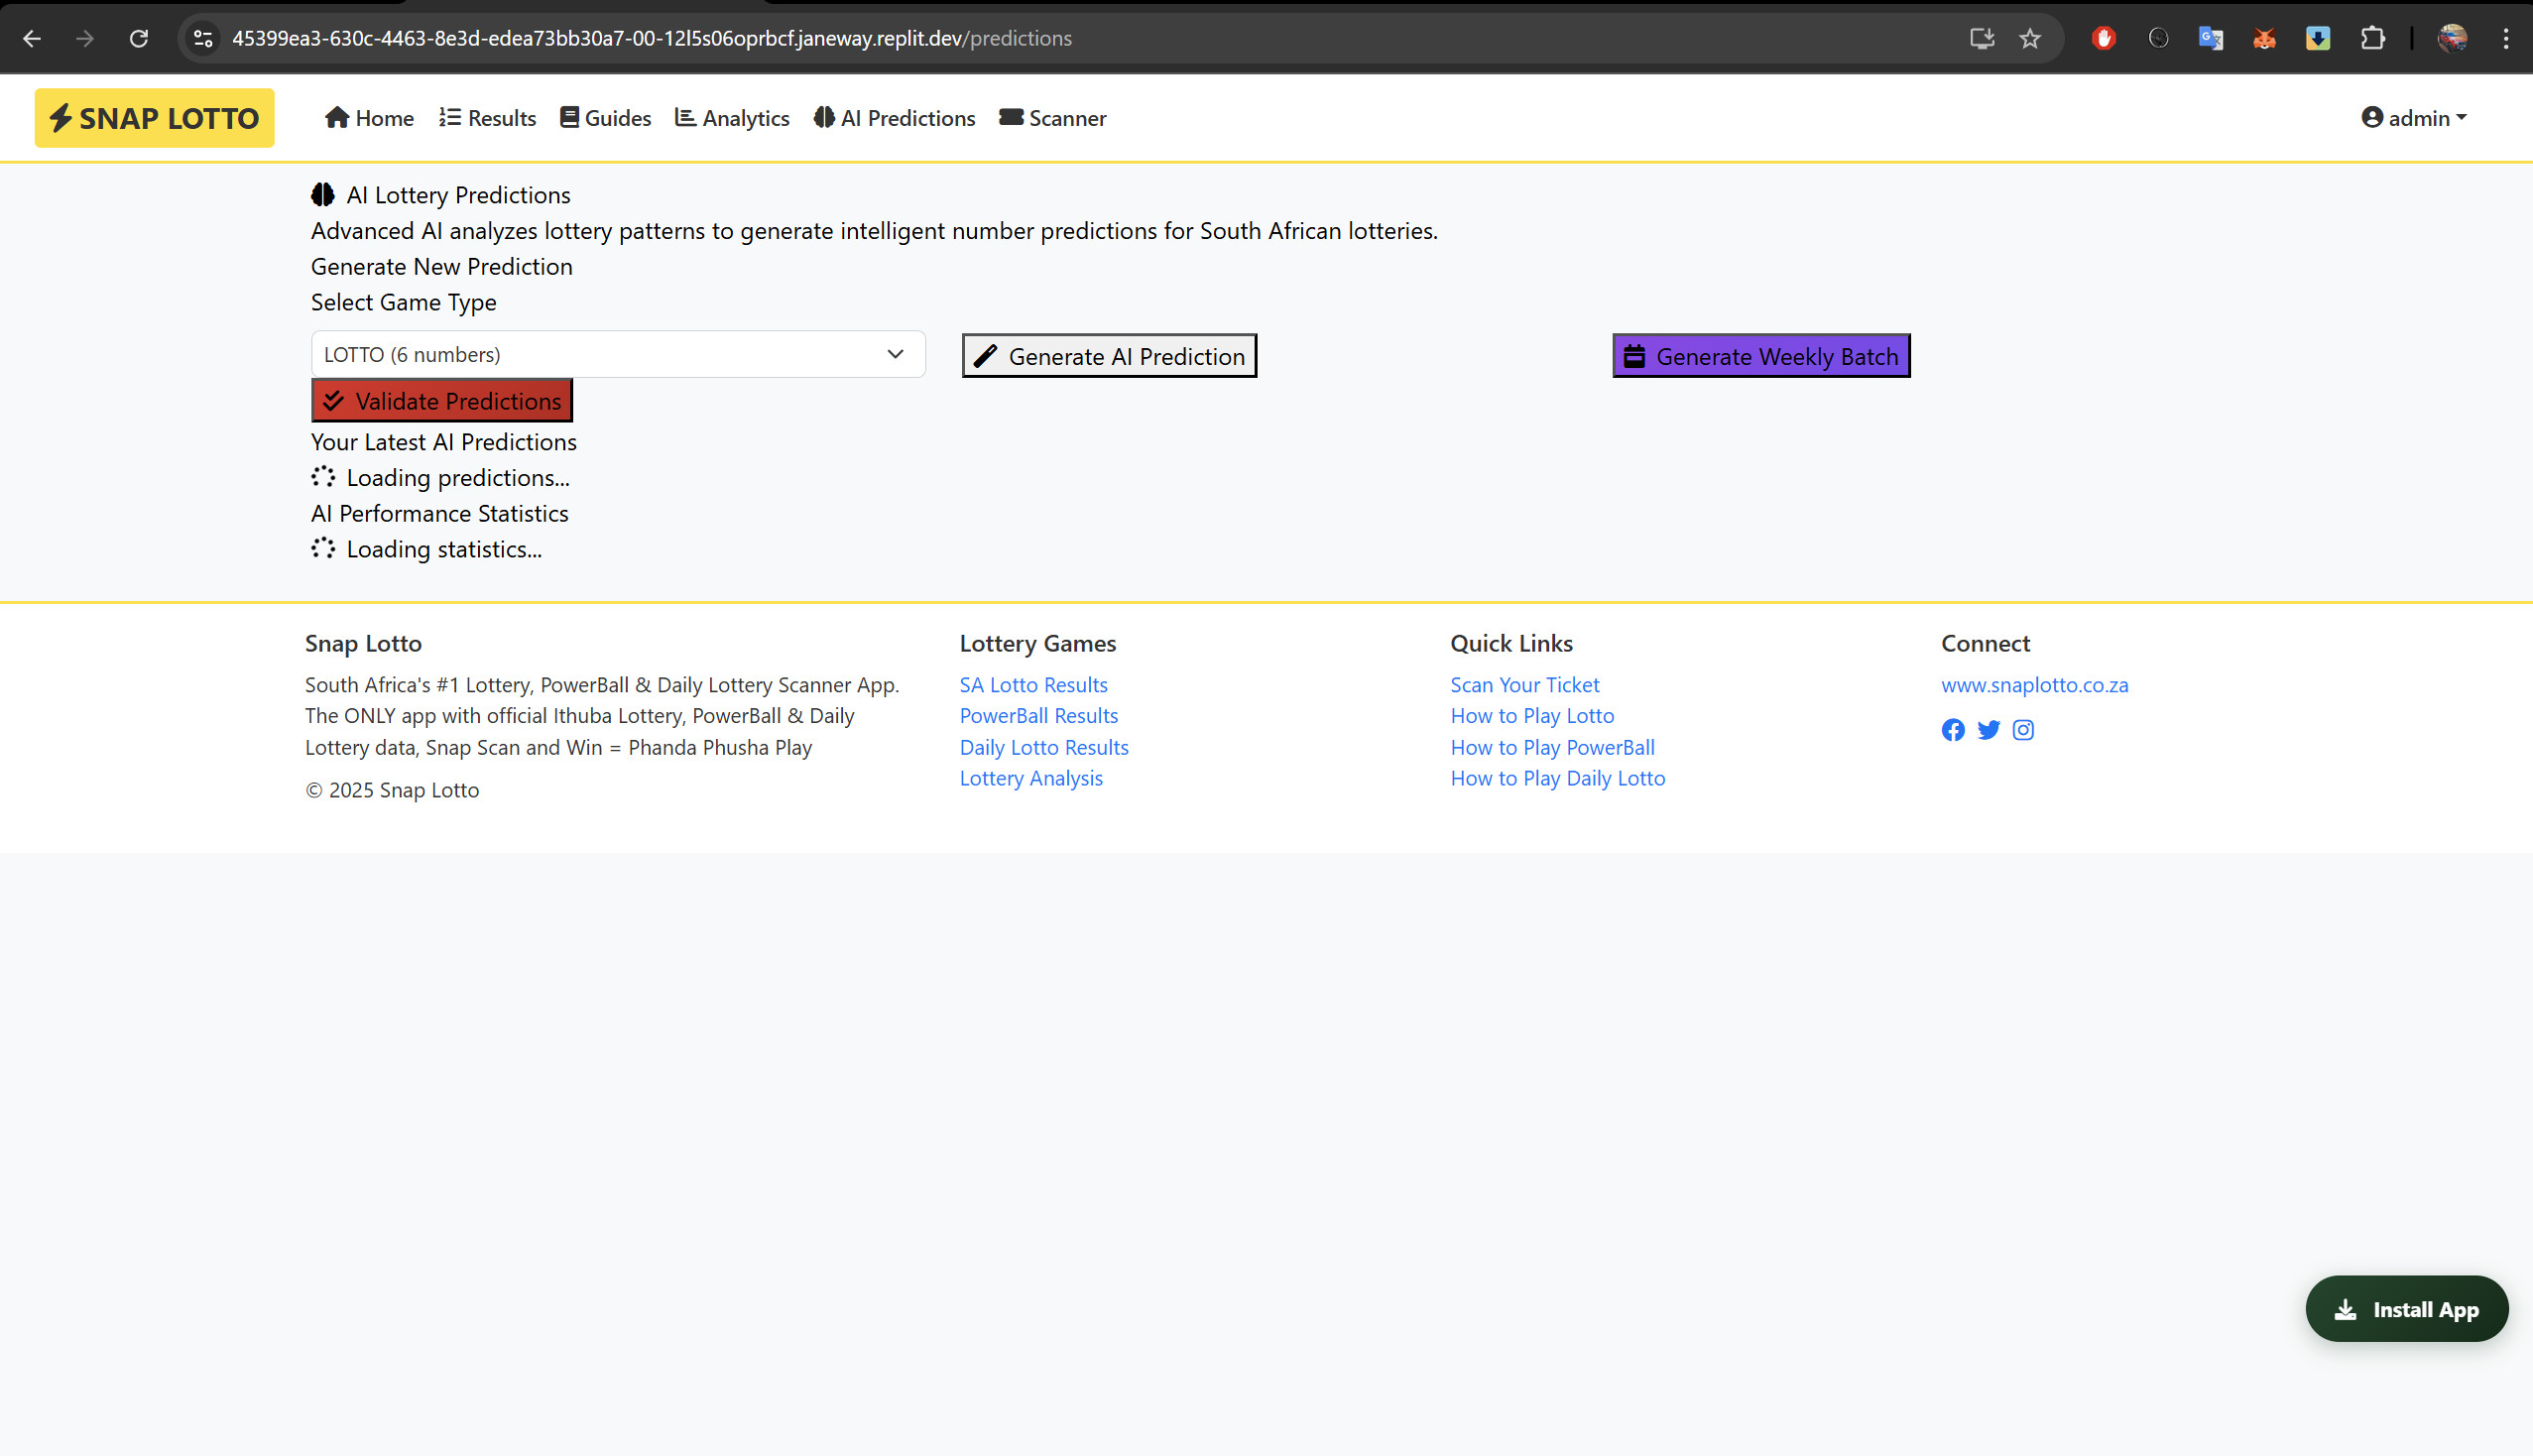 45399ea3-630c-4463-8e3d-edea73bb30a7-00-12l5s06oprbcf.janeway.replit.dev/predictions
SNAP LOTTO
Home
Results
Guides
Analytics
AI Predictions
Scanner
admin
AI Lottery Predictions
Advanced AI analyzes lottery patterns to generate intelligent number predictions for South African lotteries.
Generate New Prediction
Select Game Type
LOTTO (6 numbers)
Generate AI Prediction
Generate Weekly Batch
Validate Predictions
Your Latest AI Predictions
Loading predictions...
AI Performance Statistics
Loading statistics...
Snap Lotto
South Africa's #1 Lottery, PowerBall & Daily Lottery Scanner App.
The ONLY app with official Ithuba Lottery, PowerBall & Daily
Lottery data, Snap Scan and Win = Phanda Phusha Play
© 2025 Snap Lotto
Lottery Games
SA Lotto Results
PowerBall Results
Daily Lotto Results
Lottery Analysis
Quick Links
Scan Your Ticket
How to Play Lotto
How to Play PowerBall
How to Play Daily Lotto
Connect
www.snaplotto.co.za
Install App